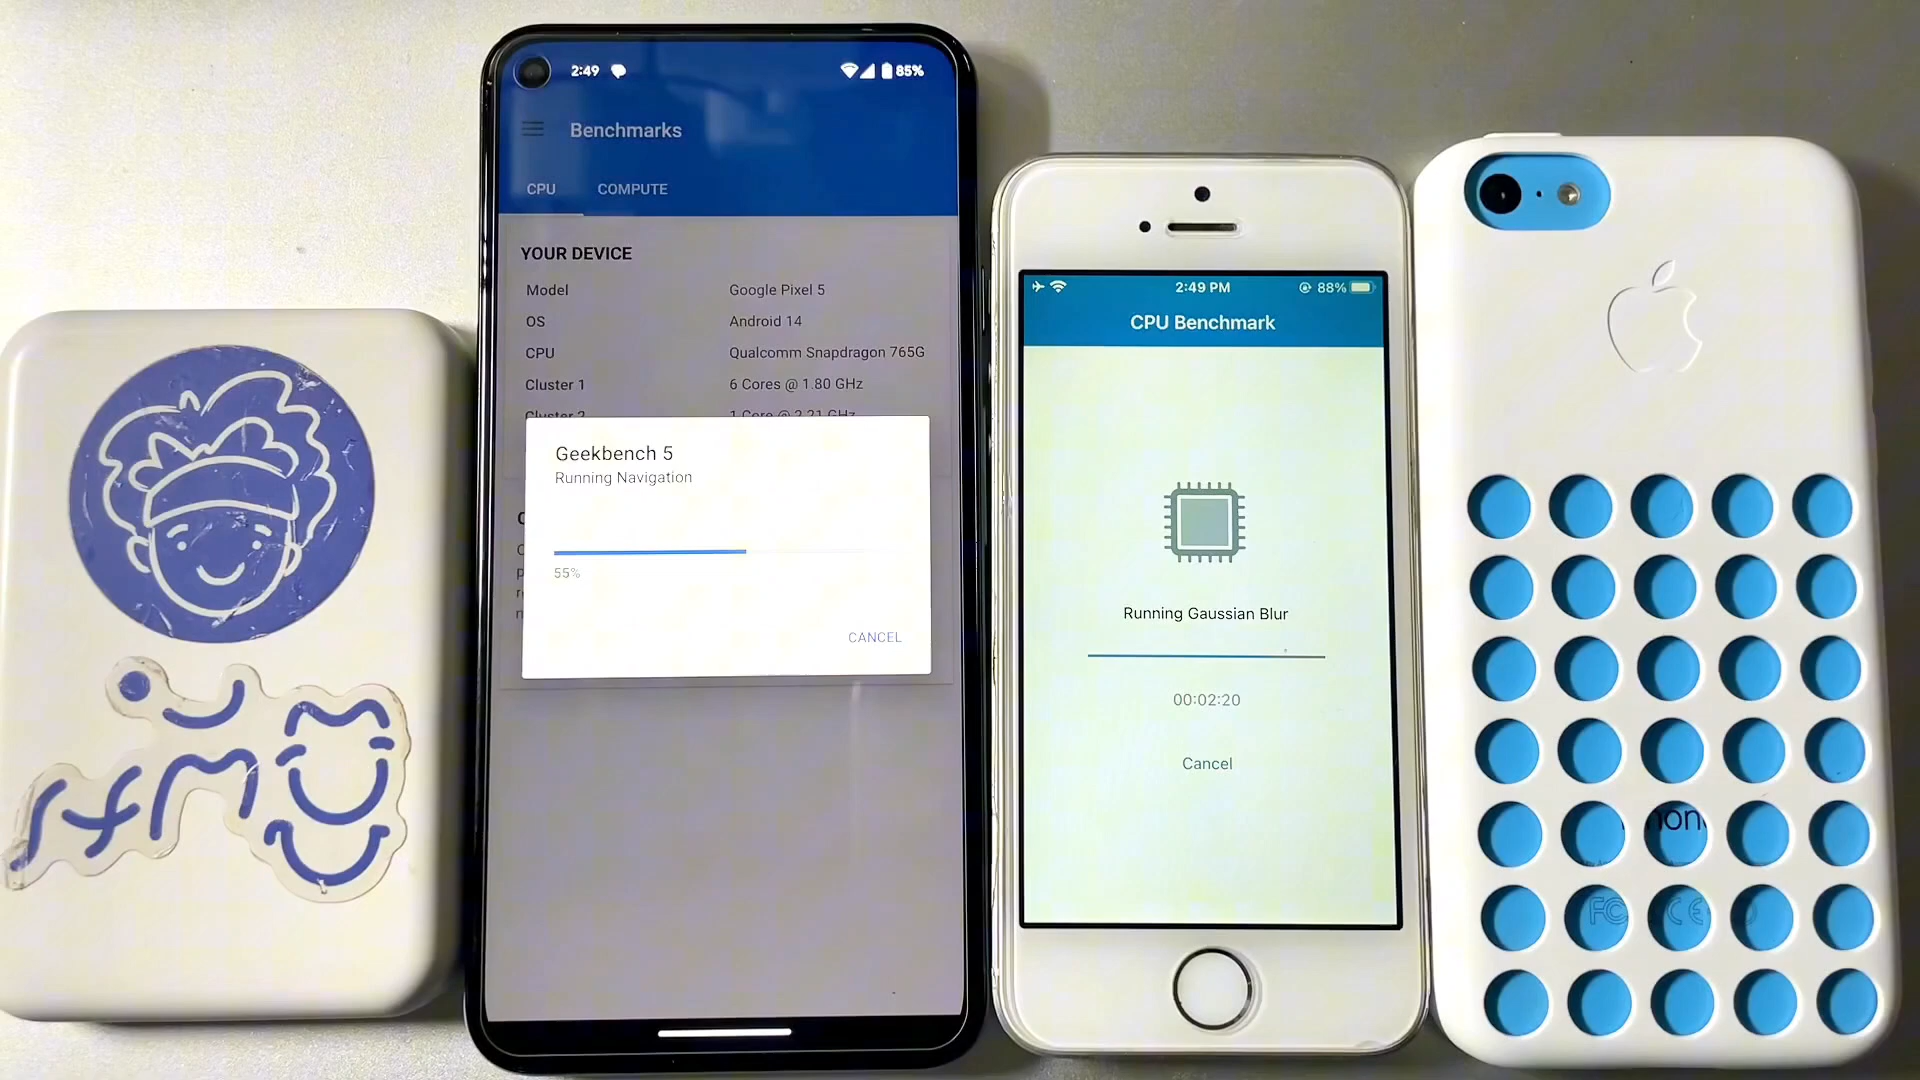 2:49
85%
Benchmarks
CPU COMPUTE
YOUR DEVICE
Model Google Pixel 5
OS Android 14
CPU Qualcomm Snapdragon 765G
Cluster 1 6 Cores @ 1.80 GHz
Cluster 2 1 Core @ 2.21 GHz
Geekbench 5
Running Navigation
55%
CANCEL
2:49 PM
88%
CPU Benchmark
Running Gaussian Blur
00:02:20
Cancel
hon
FC CE